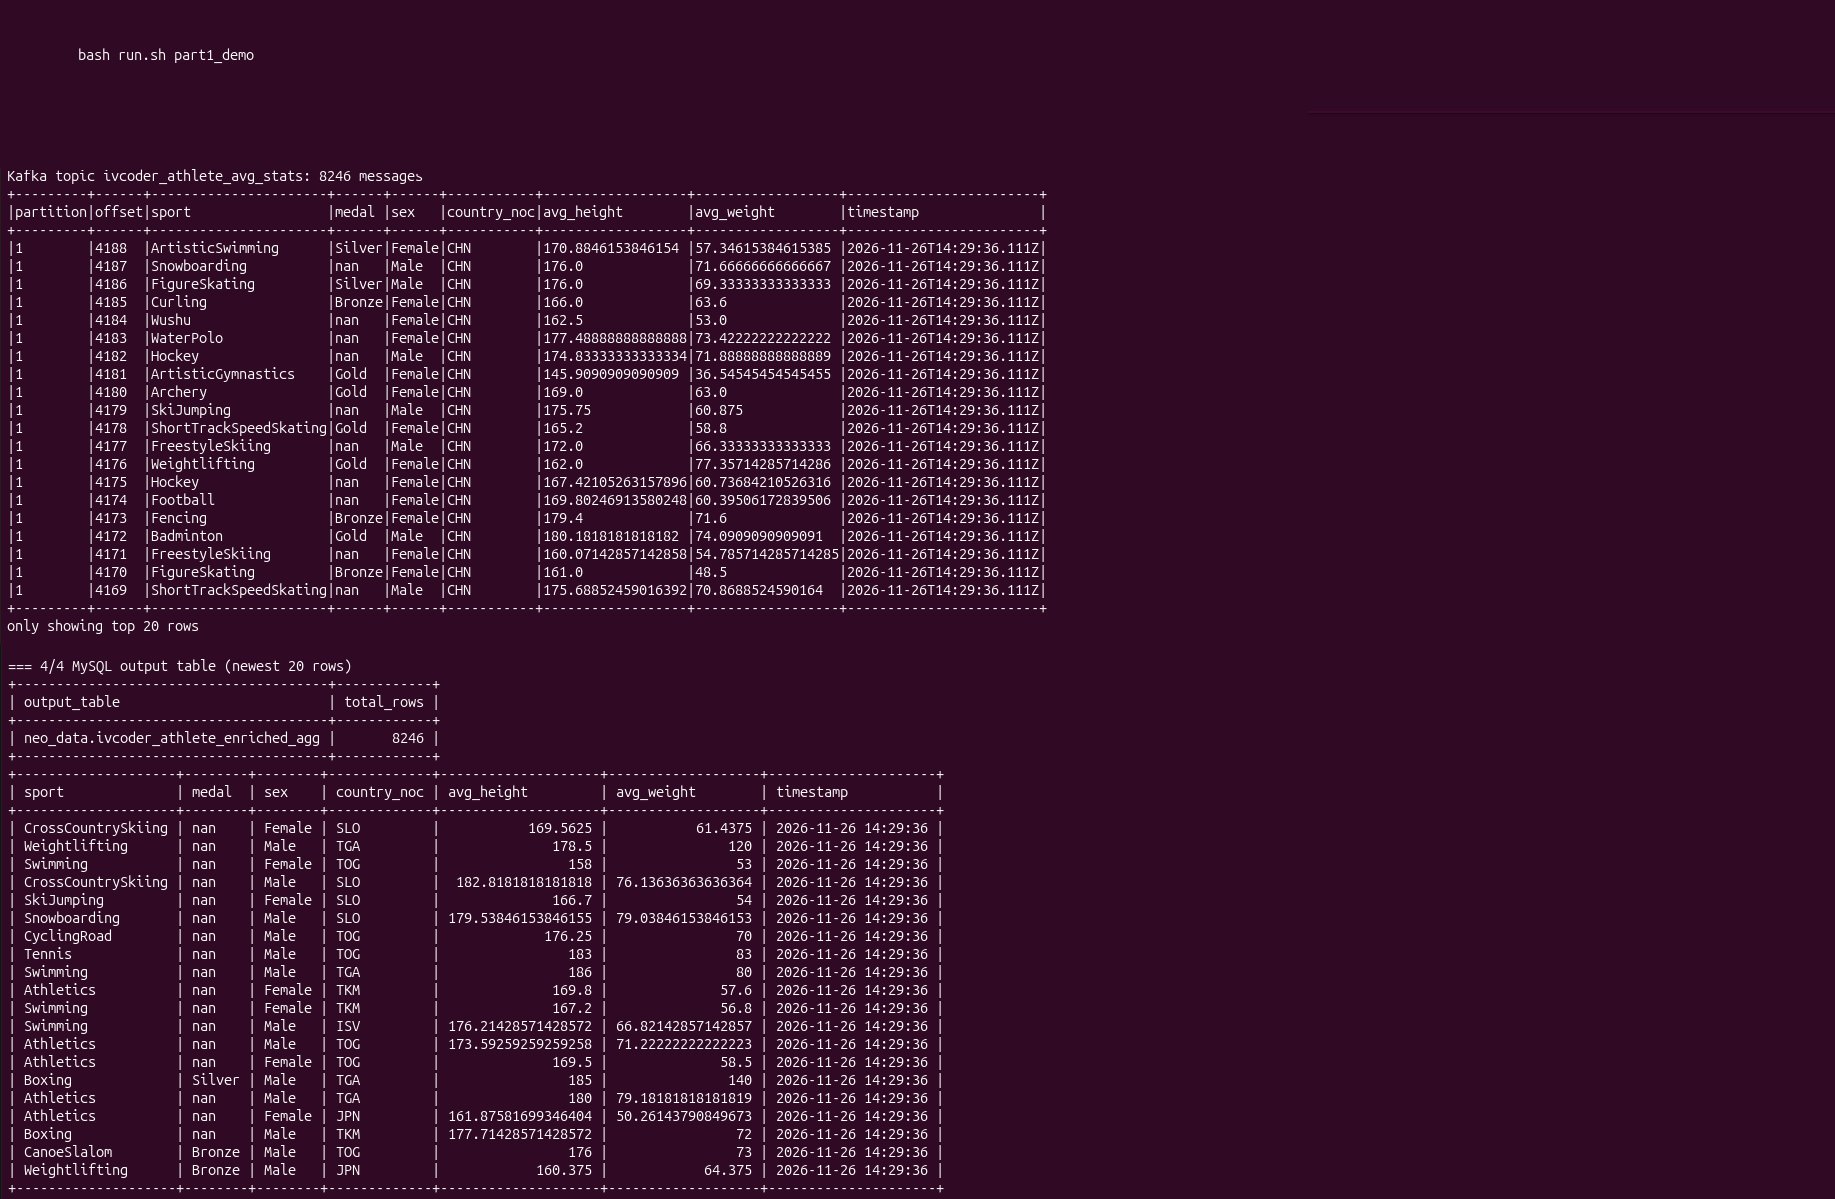 bash run.sh part1_demo
Kafka topic ivcoder_athlete_avg_stats: 8246 messages
+---------+------+----------------------+------+------+-----------+------------------+------------------+------------------------+
|partition|offset|sport                 |medal |sex   |country_noc|avg_height        |avg_weight        |timestamp               |
+---------+------+----------------------+------+------+-----------+------------------+------------------+------------------------+
|1        |4188  |ArtisticSwimming      |Silver|Female|CHN        |170.8846153846154 |57.34615384615385 |2026-11-26T14:29:36.111Z|
|1        |4187  |Snowboarding          |nan   |Male  |CHN        |176.0             |71.66666666666667 |2026-11-26T14:29:36.111Z|
|1        |4186  |FigureSkating         |Silver|Male  |CHN        |176.0             |69.33333333333333 |2026-11-26T14:29:36.111Z|
|1        |4185  |Curling               |Bronze|Female|CHN        |166.0             |63.6              |2026-11-26T14:29:36.111Z|
|1        |4184  |Wushu                 |nan   |Female|CHN        |162.5             |53.0              |2026-11-26T14:29:36.111Z|
|1        |4183  |WaterPolo             |nan   |Female|CHN        |177.48888888888888|73.42222222222222 |2026-11-26T14:29:36.111Z|
|1        |4182  |Hockey                |nan   |Male  |CHN        |174.83333333333334|71.88888888888889 |2026-11-26T14:29:36.111Z|
|1        |4181  |ArtisticGymnastics    |Gold  |Female|CHN        |145.9090909090909 |36.54545454545455 |2026-11-26T14:29:36.111Z|
|1        |4180  |Archery               |Gold  |Female|CHN        |169.0             |63.0              |2026-11-26T14:29:36.111Z|
|1        |4179  |SkiJumping            |nan   |Male  |CHN        |175.75            |60.875            |2026-11-26T14:29:36.111Z|
|1        |4178  |ShortTrackSpeedSkating|Gold  |Female|CHN        |165.2             |58.8              |2026-11-26T14:29:36.111Z|
|1        |4177  |FreestyleSkiing       |nan   |Male  |CHN        |172.0             |66.33333333333333 |2026-11-26T14:29:36.111Z|
|1        |4176  |Weightlifting         |Gold  |Female|CHN        |162.0             |77.35714285714286 |2026-11-26T14:29:36.111Z|
|1        |4175  |Hockey                |nan   |Female|CHN        |167.42105263157896|60.73684210526316 |2026-11-26T14:29:36.111Z|
|1        |4174  |Football              |nan   |Female|CHN        |169.80246913580248|60.39506172839506 |2026-11-26T14:29:36.111Z|
|1        |4173  |Fencing               |Bronze|Female|CHN        |179.4             |71.6              |2026-11-26T14:29:36.111Z|
|1        |4172  |Badminton             |Gold  |Male  |CHN        |180.1818181818182 |74.0909090909091  |2026-11-26T14:29:36.111Z|
|1        |4171  |FreestyleSkiing       |nan   |Female|CHN        |160.07142857142858|54.785714285714285|2026-11-26T14:29:36.111Z|
|1        |4170  |FigureSkating         |Bronze|Female|CHN        |161.0             |48.5              |2026-11-26T14:29:36.111Z|
|1        |4169  |ShortTrackSpeedSkating|nan   |Male  |CHN        |175.68852459016392|70.8688524590164  |2026-11-26T14:29:36.111Z|
+---------+------+----------------------+------+------+-----------+------------------+------------------+------------------------+
only showing top 20 rows
=== 4/4 MySQL output table (newest 20 rows)
+---------------------------------------+------------+
| output_table                          | total_rows |
+---------------------------------------+------------+
| neo_data.ivcoder_athlete_enriched_agg |       8246 |
+---------------------------------------+------------+
+--------------------+--------+--------+-------------+--------------------+-------------------+---------------------+
| sport              | medal  | sex    | country_noc | avg_height         | avg_weight        | timestamp           |
+--------------------+--------+--------+-------------+--------------------+-------------------+---------------------+
| CrossCountrySkiing | nan    | Female | SLO         |           169.5625 |           61.4375 | 2026-11-26 14:29:36 |
| Weightlifting      | nan    | Male   | TGA         |              178.5 |               120 | 2026-11-26 14:29:36 |
| Swimming           | nan    | Female | TOG         |                158 |                53 | 2026-11-26 14:29:36 |
| CrossCountrySkiing | nan    | Male   | SLO         |  182.8181818181818 | 76.13636363636364 | 2026-11-26 14:29:36 |
| SkiJumping         | nan    | Female | SLO         |              166.7 |                54 | 2026-11-26 14:29:36 |
| Snowboarding       | nan    | Male   | SLO         | 179.53846153846155 | 79.03846153846153 | 2026-11-26 14:29:36 |
| CyclingRoad        | nan    | Male   | TOG         |             176.25 |                70 | 2026-11-26 14:29:36 |
| Tennis             | nan    | Male   | TOG         |                183 |                83 | 2026-11-26 14:29:36 |
| Swimming           | nan    | Male   | TGA         |                186 |                80 | 2026-11-26 14:29:36 |
| Athletics          | nan    | Female | TKM         |              169.8 |              57.6 | 2026-11-26 14:29:36 |
| Swimming           | nan    | Female | TKM         |              167.2 |              56.8 | 2026-11-26 14:29:36 |
| Swimming           | nan    | Male   | ISV         | 176.21428571428572 | 66.82142857142857 | 2026-11-26 14:29:36 |
| Athletics          | nan    | Male   | TOG         | 173.59259259259258 | 71.22222222222223 | 2026-11-26 14:29:36 |
| Athletics          | nan    | Female | TOG         |              169.5 |              58.5 | 2026-11-26 14:29:36 |
| Boxing             | Silver | Male   | TGA         |                185 |               140 | 2026-11-26 14:29:36 |
| Athletics          | nan    | Male   | TGA         |                180 | 79.18181818181819 | 2026-11-26 14:29:36 |
| Athletics          | nan    | Female | JPN         | 161.87581699346404 | 50.26143790849673 | 2026-11-26 14:29:36 |
| Boxing             | nan    | Male   | TKM         | 177.71428571428572 |                72 | 2026-11-26 14:29:36 |
| CanoeSlalom        | Bronze | Male   | TOG         |                176 |                73 | 2026-11-26 14:29:36 |
| Weightlifting      | Bronze | Male   | JPN         |            160.375 |            64.375 | 2026-11-26 14:29:36 |
+--------------------+--------+--------+-------------+--------------------+-------------------+---------------------+